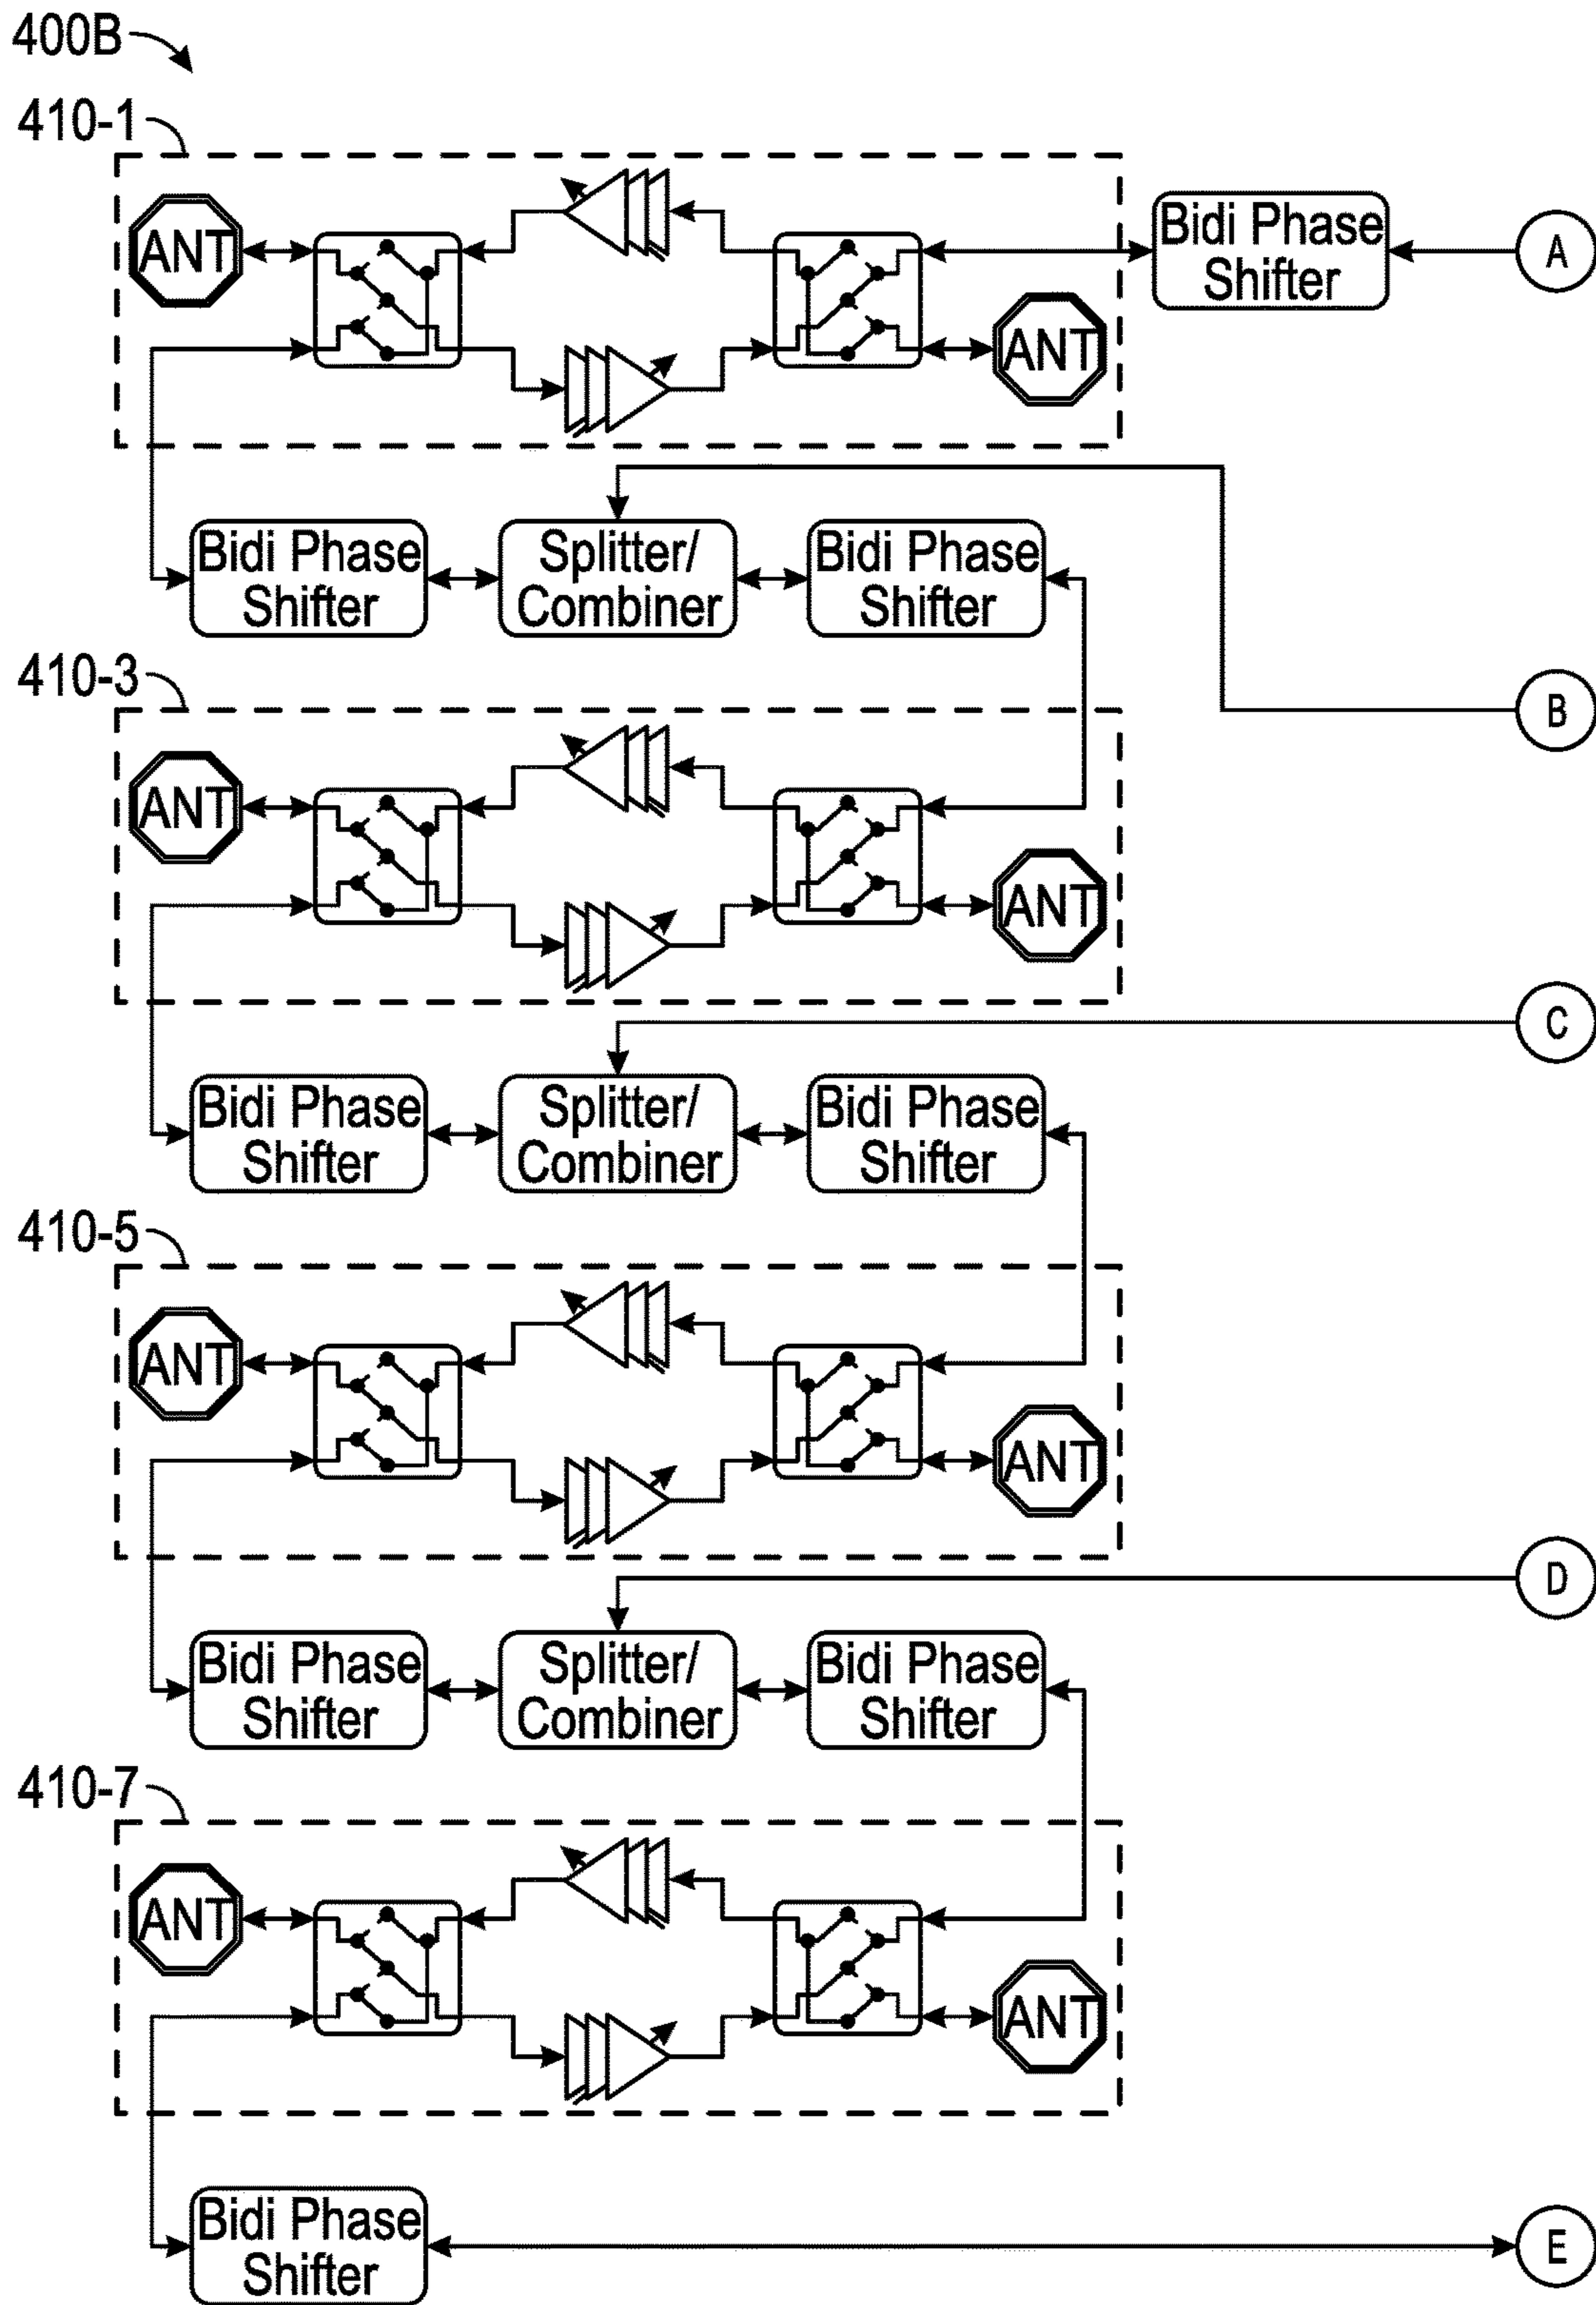 400B
410-1
ANT
Bidi Phase
Shifter
A
ANT
Bidi Phase
Shifter
Splitter/
Combiner
Bidi Phase
Shifter
410-3
B
ANT
ANT
C
Bidi Phase
Shifter
Splitter/
Combiner
Bidi Phase
Shifter
410-5
ANT
ANT
D
Bidi Phase
Shifter
Splitter/
Combiner
Bidi Phase
Shifter
410-7
ANT
ANT
Bidi Phase
Shifter
E